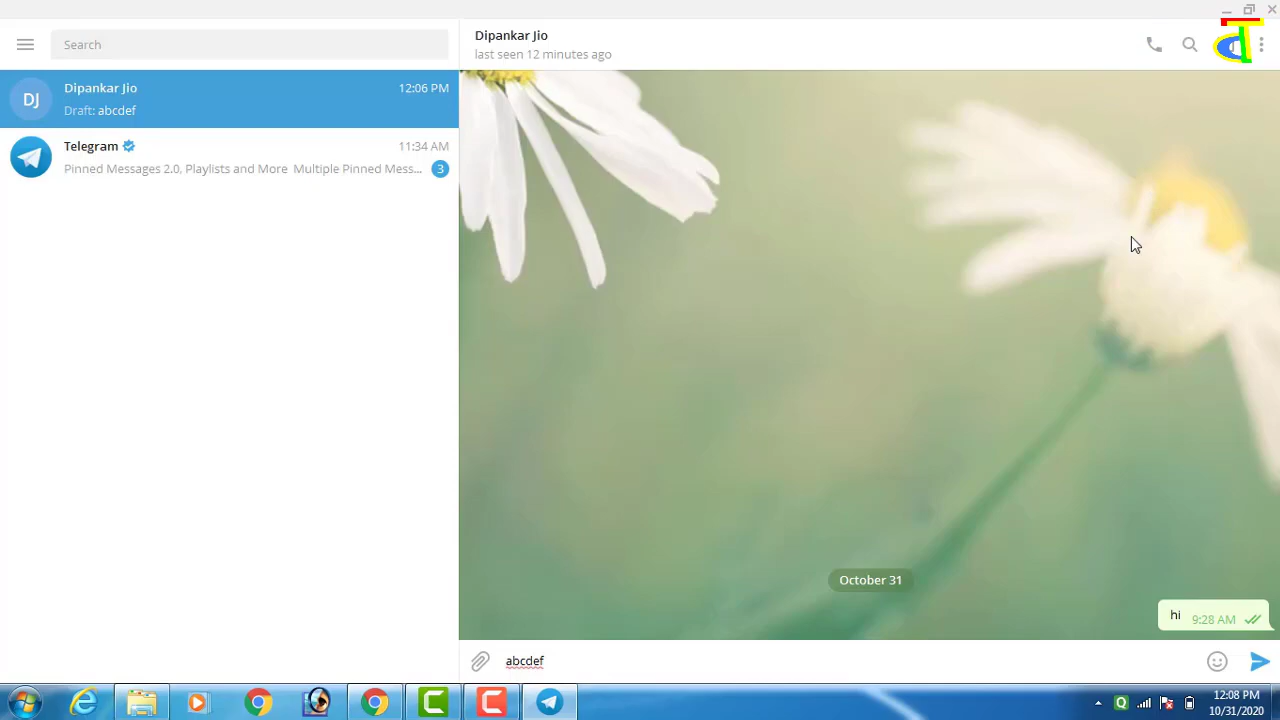 Search
Dipankar Jio
last seen 12 minutes ago
DJ
Dipankar Jio
12:06 PM
Draft: abcdef
Telegram
11:34 AM
Pinned Messages 2.0, Playlists and More Multiple Pinned Mess...
3
October 31
hi
9:28 AM
abcdef
12:08 PM
10/31/2020